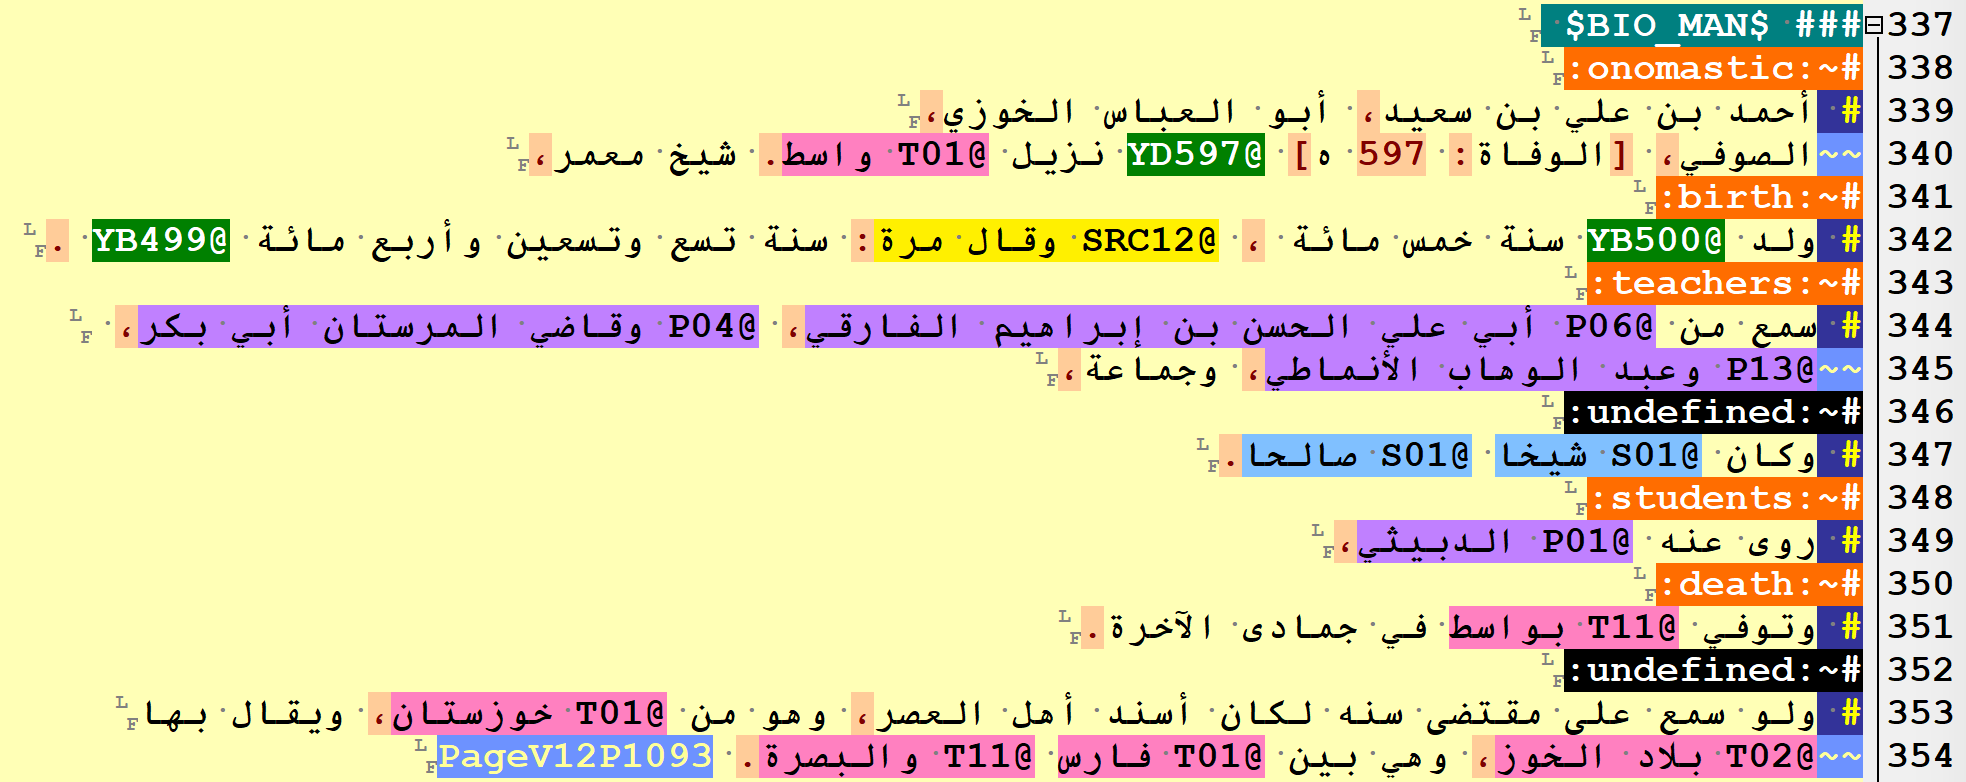 337 ### $BIO_MAN$
338 #~:onomastic:
339 # أحمد بن علي بن سعيد، أبو العباس الخوزي،
340 ~~الصوفي، [الوفاة: 597 ه] @YD597 نزيل @T01 واسط. شيخ معمر،
341 #~:birth:
342 # ولد @YB500 سنة خمس مائة ، @SRC12 وقال مرة: سنة تسع وتسعين وأربع مائة @YB499 .
343 #~:teachers:
344 # سمع من @P06 أبي علي الحسن بن إبراهيم الفارقي، @P04 وقاضي المرستان أبي بكر،
345 ~~@P13 وعبد الوهاب الأنماطي، وجماعة،
346 #~:undefined:
347 # وكان @S01 شيخا @S01 صالحا.
348 #~:students:
349 # روى عنه @P01 الدبيثي،
350 #~:death:
351 # وتوفي @T11 بواسط في جمادى الآخرة.
352 #~:undefined:
353 # ولو سمع على مقتضى سنه لكان أسند أهل العصر، وهو من @T01 خوزستان، ويقال بها
354 ~~@T02 بلاد الخوز، وهي بين @T01 فارس @T11 والبصرة. PageV12P1093